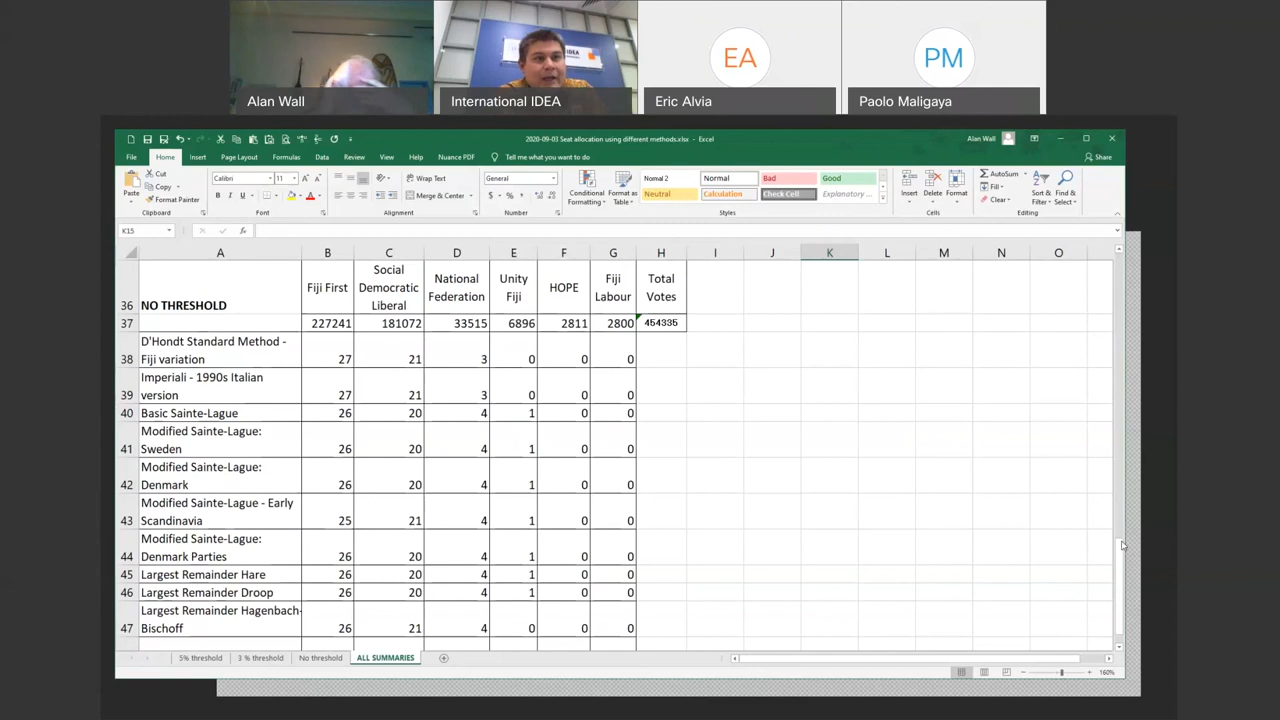 IDEA
EA
PM
Alan Wall
International IDEA
Eric Alvia
Paolo Maligaya
2020-09-03 Seat allocation using different methods.xlsx - Excel
Alan Wall
File Home Insert Page Layout Formulas Data Review View Help Nuance PDF Tell me what you want to do
Share
Paste
Cut
Copy
Format Painter
Clipboard
Calibri 11
B I U
Font
Wrap Text
Merge & Center
Alignment
General
Number
Conditional Formatting
Format as Table
Normal 2 Normal Bad Good
Neutral Calculation Check Cell Explanatory ...
Styles
Insert Delete Format
Cells
AutoSum
Fill
Clear
Sort & Filter
Find & Select
Editing
K15
A B C D E F G H I J K L M N O
36 NO THRESHOLD Fiji First Social Democratic Liberal National Federation Unity Fiji HOPE Fiji Labour Total Votes
37 227241 181072 33515 6896 2811 2800 454335
38 D'Hondt Standard Method - Fiji variation 27 21 3 0 0 0
39 Imperiali - 1990s Italian version 27 21 3 0 0 0
40 Basic Sainte-Lague 26 20 4 1 0 0
41 Modified Sainte-Lague: Sweden 26 20 4 1 0 0
42 Modified Sainte-Lague: Denmark 26 20 4 1 0 0
43 Modified Sainte-Lague - Early Scandinavia 25 21 4 1 0 0
44 Modified Sainte-Lague: Denmark Parties 26 20 4 1 0 0
45 Largest Remainder Hare 26 20 4 1 0 0
46 Largest Remainder Droop 26 20 4 1 0 0
47 Largest Remainder Hagenbach-Bischoff 26 21 4 0 0 0
5% threshold 3 % threshold No threshold ALL SUMMARIES
160%